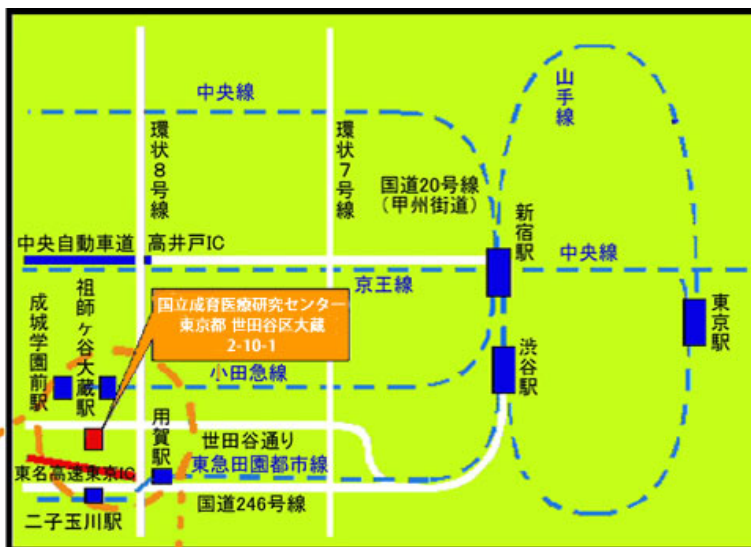 中央線
山手線
環状8号線
環状7号線
国道20号線
(甲州街道)
新宿駅
中央自動車道
高井戸IC
中央線
京王線
成城学園前駅
祖師ヶ谷大蔵駅
国立成育医療研究センター
東京都 世田谷区大蔵
2-10-1
東京駅
渋谷駅
小田急線
用賀駅
世田谷通り
東急田園都市線
東名高速東京IC
国道246号線
二子玉川駅